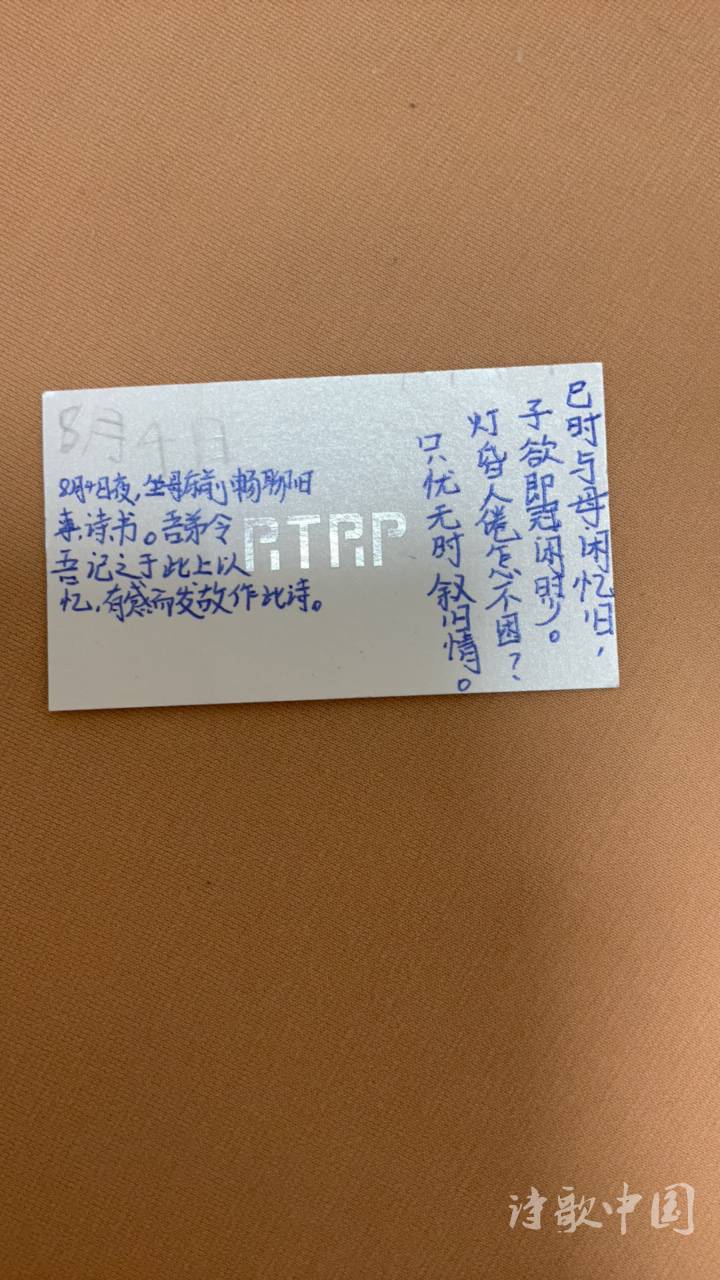 8月4日
8月4日夜，坐母床前畅聊旧
事诗书。吾弟令
吾记之于此上以
忆，有感而发故作此诗。
RTRP
巳时与母闲忆旧，
子欲即冠闲时少。
灯昏人倦怎不困？
只忧无时叙旧情。
诗歌中国